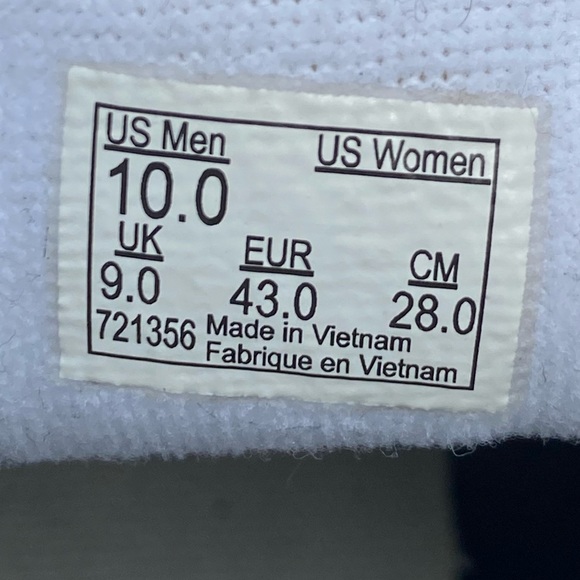 US Men US Women
10.0
UK EUR CM
9.0 43.0 28.0
721356 Made in Vietnam
Fabrique en Vietnam